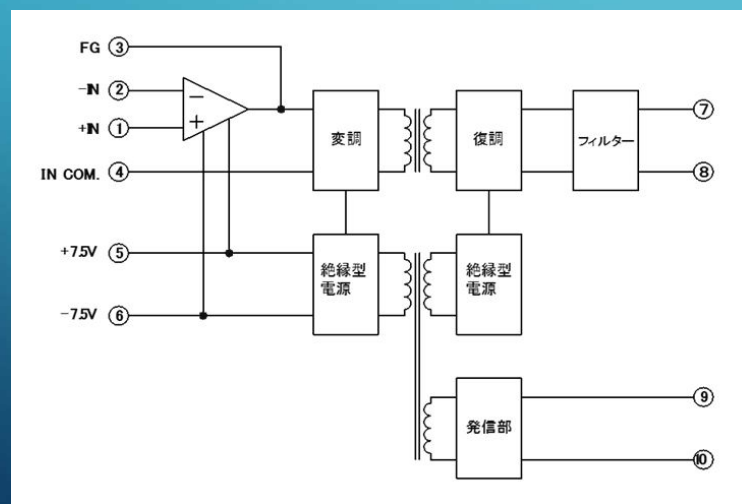 FG ③
-IN ②
+IN ①
IN COM. ④
+7.5V ⑤
-7.5V ⑥
変調
復調
フィルター
⑦
⑧
絶縁型
電源
絶縁型
電源
発信部
⑨
⑩